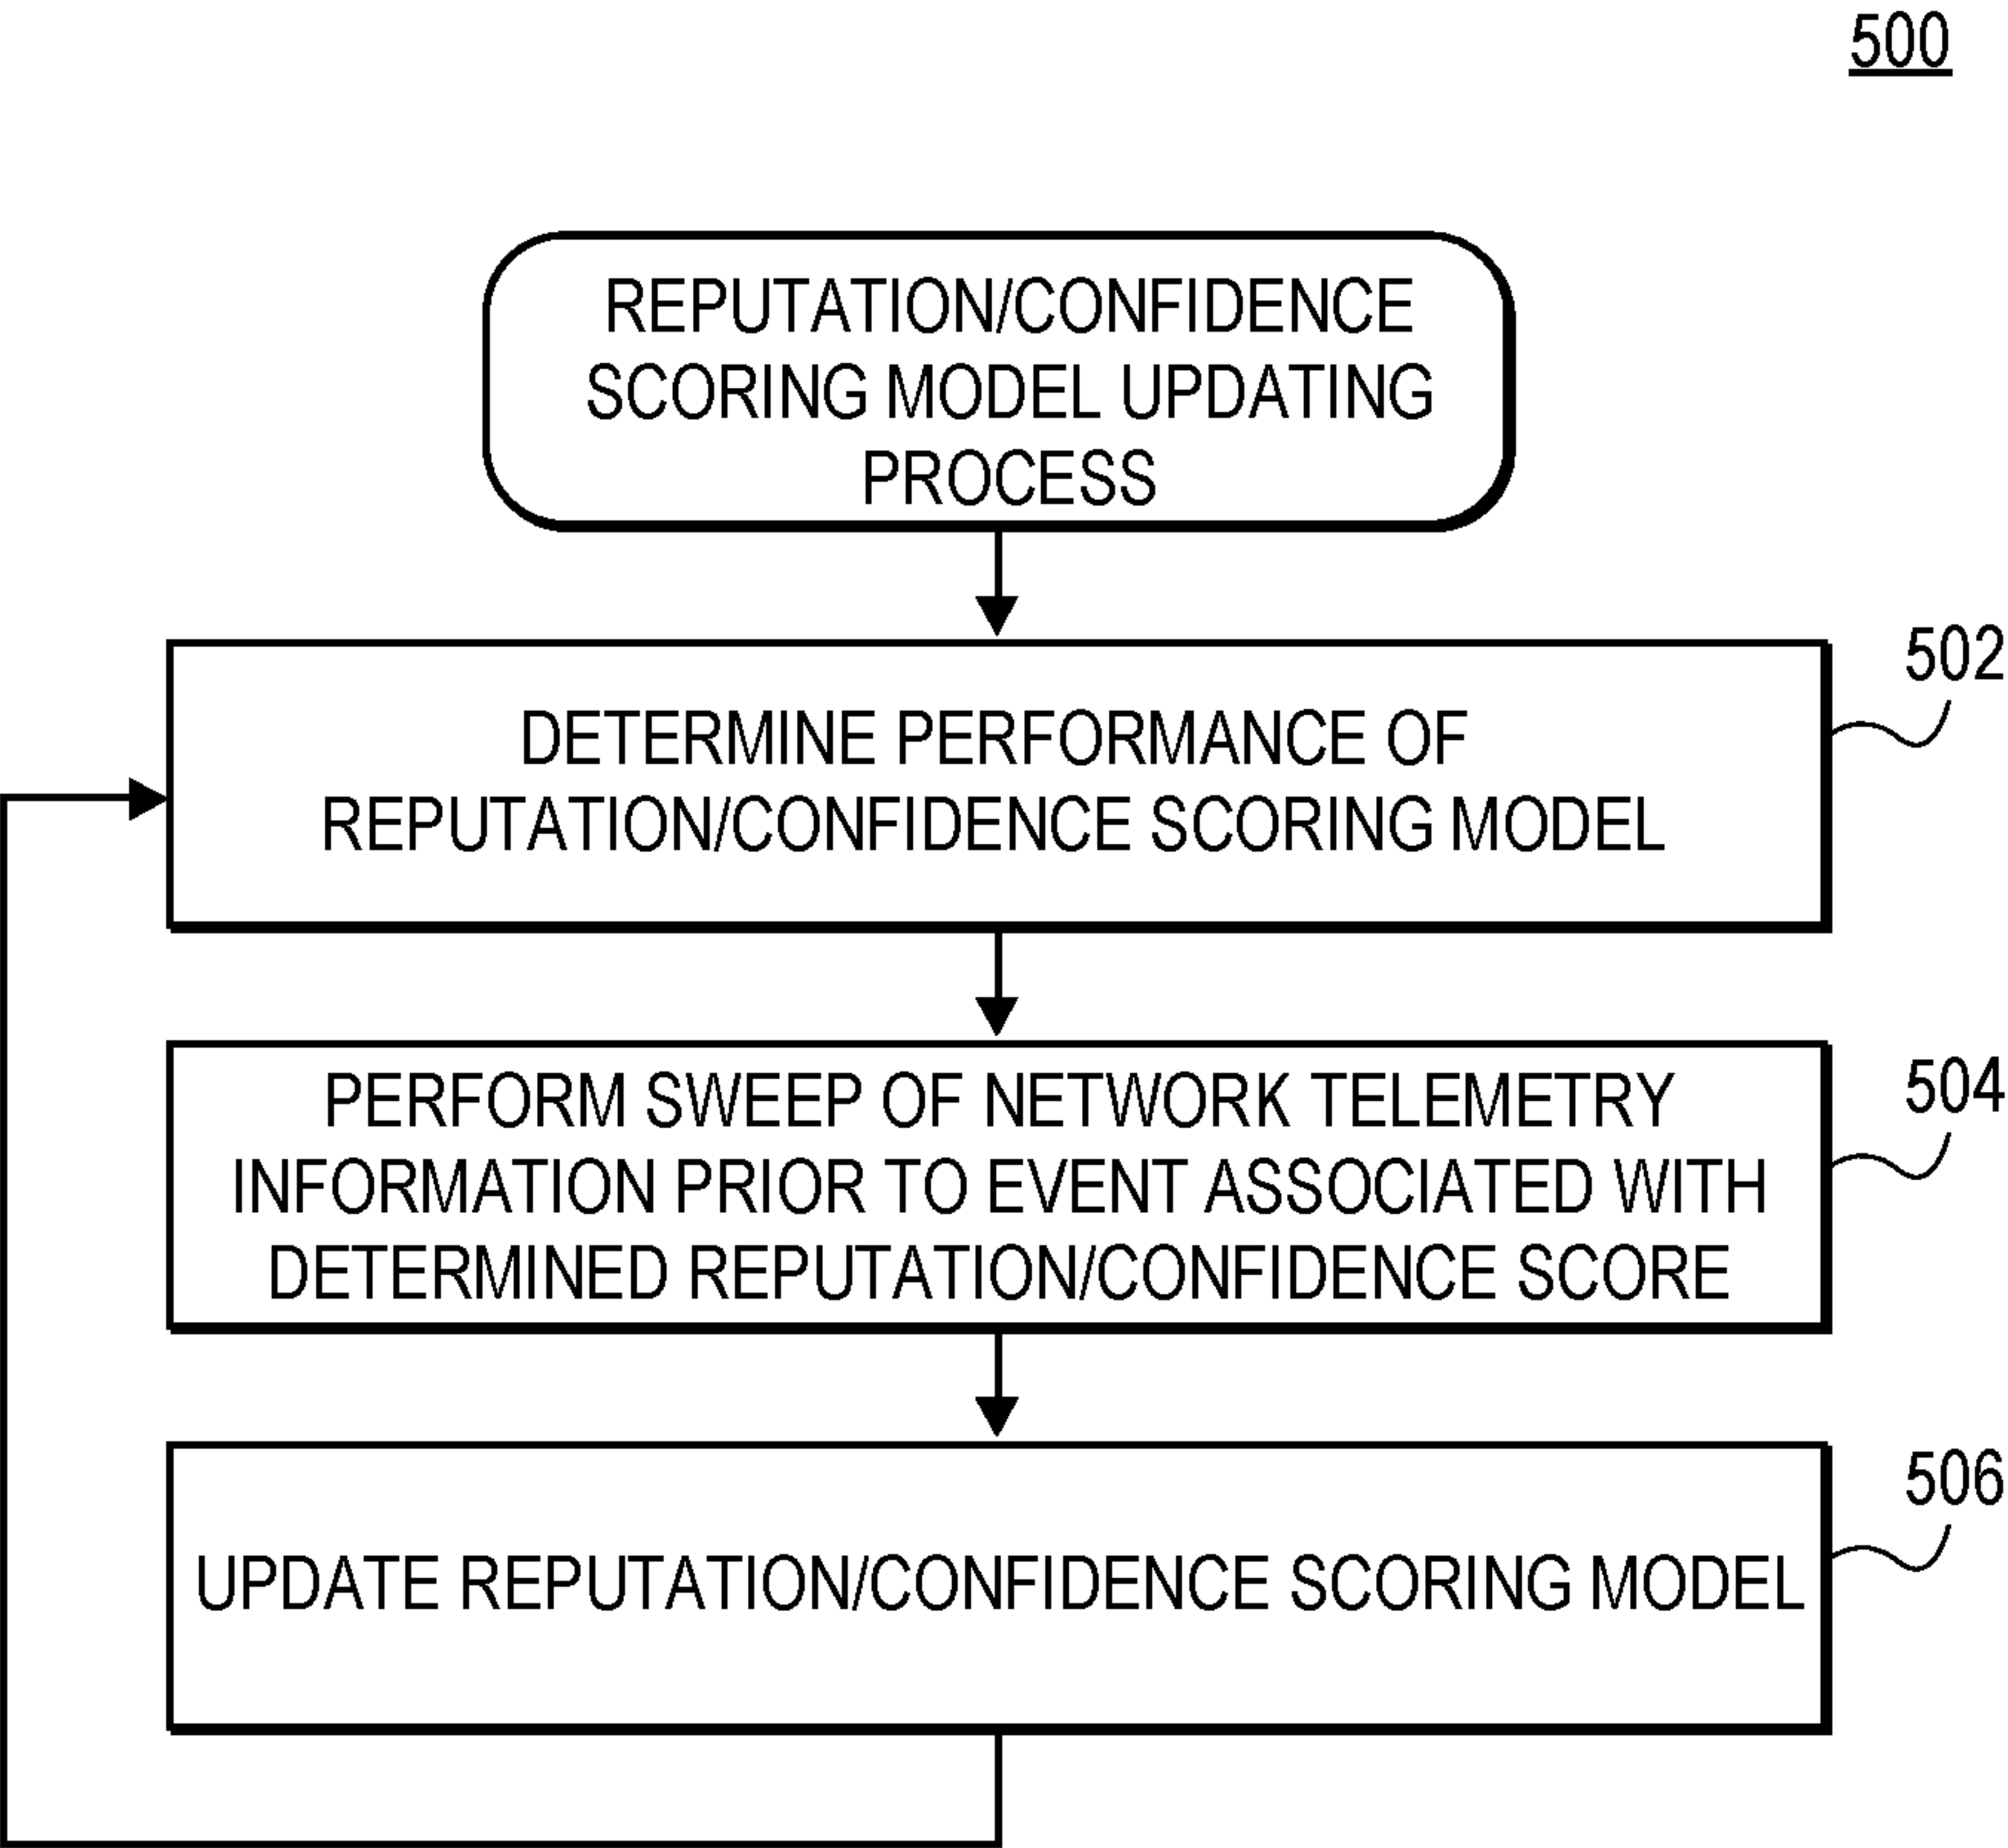 500
REPUTATION/CONFIDENCE
SCORING MODEL UPDATING
PROCESS
502
DETERMINE PERFORMANCE OF
REPUTATION/CONFIDENCE SCORING MODEL
504
PERFORM SWEEP OF NETWORK TELEMETRY
INFORMATION PRIOR TO EVENT ASSOCIATED WITH
DETERMINED REPUTATION/CONFIDENCE SCORE
506
UPDATE REPUTATION/CONFIDENCE SCORING MODEL